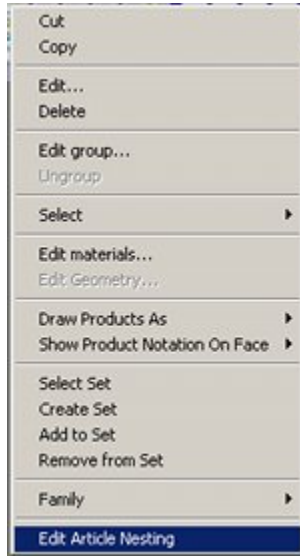 Cut
Copy
Edit...
Delete
Edit group...
Ungroup
Select
Edit materials...
Edit Geometry...
Draw Products As
Show Product Notation On Face
Select Set
Create Set
Add to Set
Remove from Set
Family
Edit Article Nesting